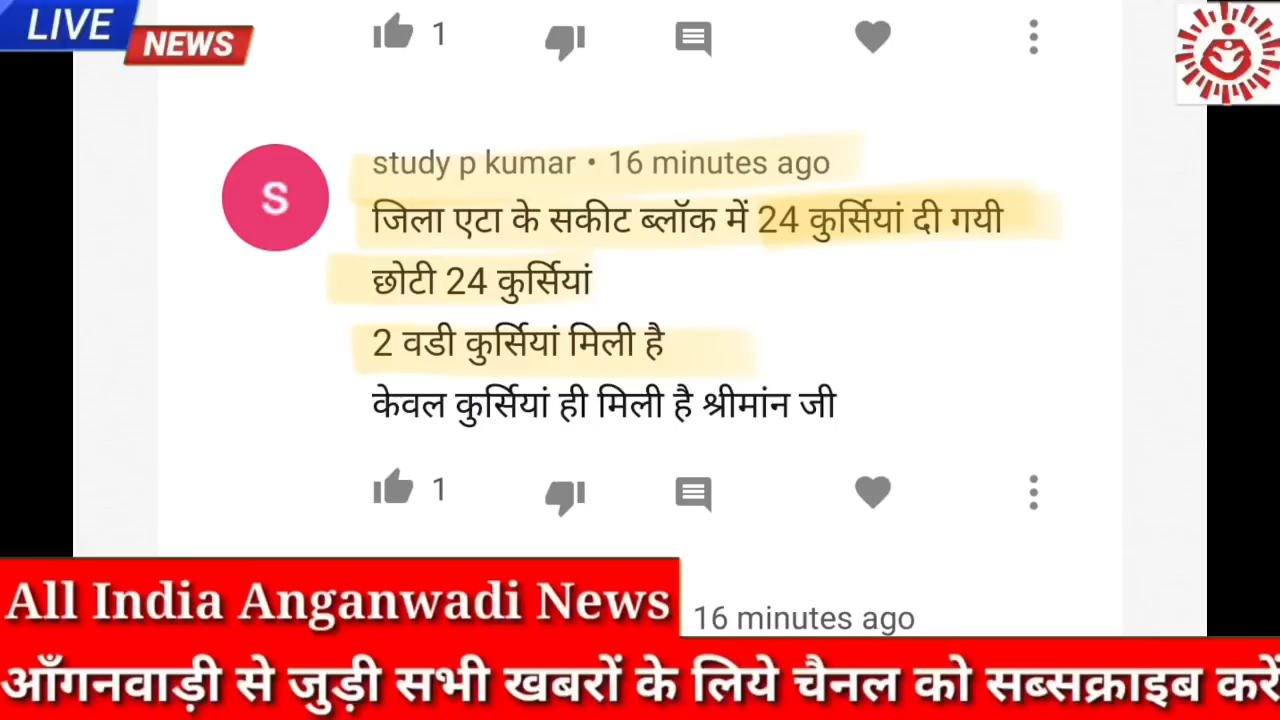 LIVE
NEWS
1
S
study p kumar • 16 minutes ago
जिला एटा के सकीट ब्लॉक में 24 कुर्सियां दी गयी
छोटी 24 कुर्सियां
2 वडी कुर्सियां मिली है
केवल कुर्सियां ही मिली है श्रीमांन जी
1
All India Anganwadi News
16 minutes ago
आँगनवाड़ी से जुड़ी सभी खबरों के लिये चैनल को सब्सक्राइब करें